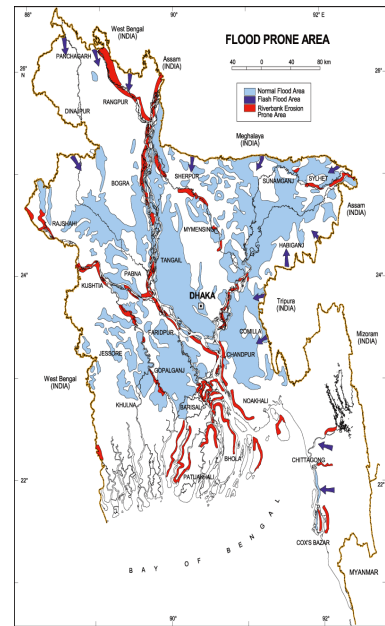 88°
90°
92°E
West Bengal
(INDIA)
FLOOD PRONE AREA
PANCHAGARH
Assam
(INDIA)
40 0 40 80 km
26°
N
26°
RANGPUR
DINAJPUR
Normal Flood Area
Flash Flood Area
Riverbank Erosion
Prone Area
Meghalaya
(INDIA)
SHERPUR
SUNAMGANJ
SYLHET
BOGRA
Assam
(INDIA)
MYMENSINGH
RAJSHAHI
HABIGANJ
TANGAIL
PABNA
24°
24°
KUSHTIA
DHAKA
Tripura
(INDIA)
FARIDPUR
COMILLA
Mizoram
(INDIA)
JESSORE
CHANDPUR
GOPALGANJ
West Bengal
(INDIA)
KHULNA
BARISAL
NOAKHALI
CHITTAGONG
BHOLA
PATUAKHALI
22°
22°
COX'S BAZAR
BAY OF BENGAL
MYANMAR
90°
92°